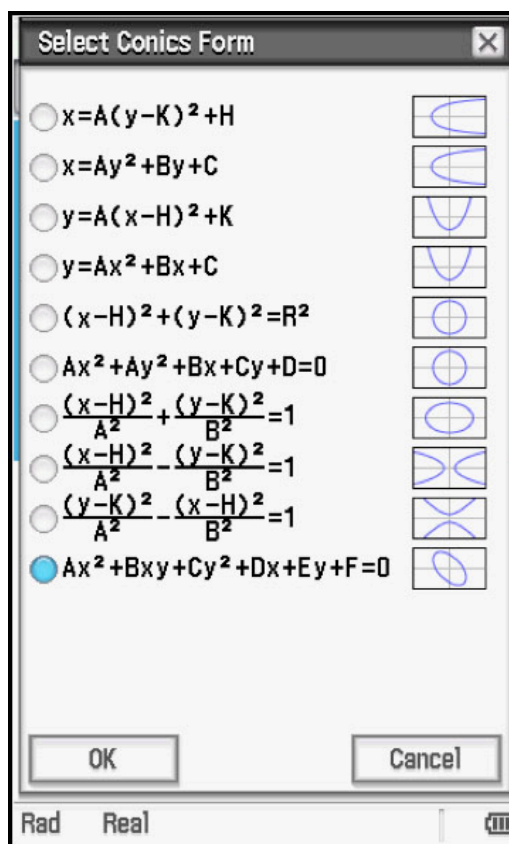 Select Conics Form
x=A(y-K)²+H
x=Ay²+By+C
y=A(x-H)²+K
y=Ax²+Bx+C
(x-H)²+(y-K)²=R²
Ax²+Ay²+Bx+Cy+D=0
(x-H)²/A²+(y-K)²/B²=1
(x-H)²/A²-(y-K)²/B²=1
(y-K)²/A²-(x-H)²/B²=1
Ax²+Bxy+Cy²+Dx+Ey+F=0
OK Cancel
Rad Real